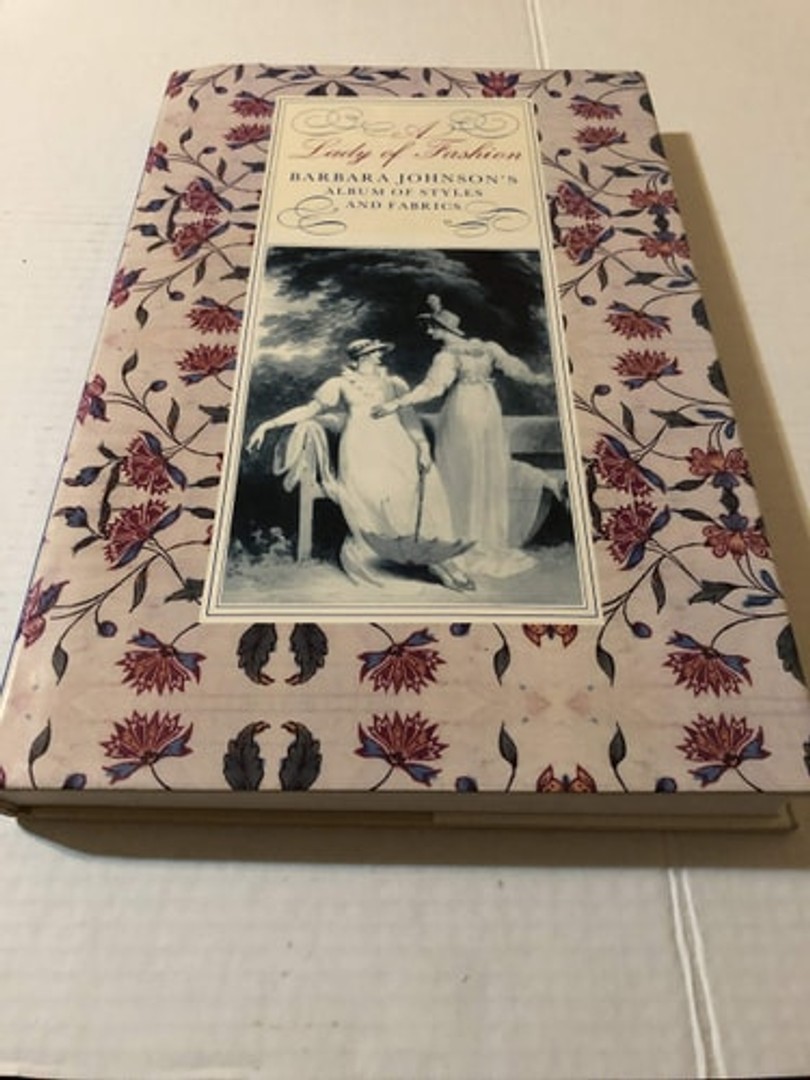 A
Lady of Fashion
BARBARA JOHNSON'S
ALBUM OF STYLES
AND FABRICS